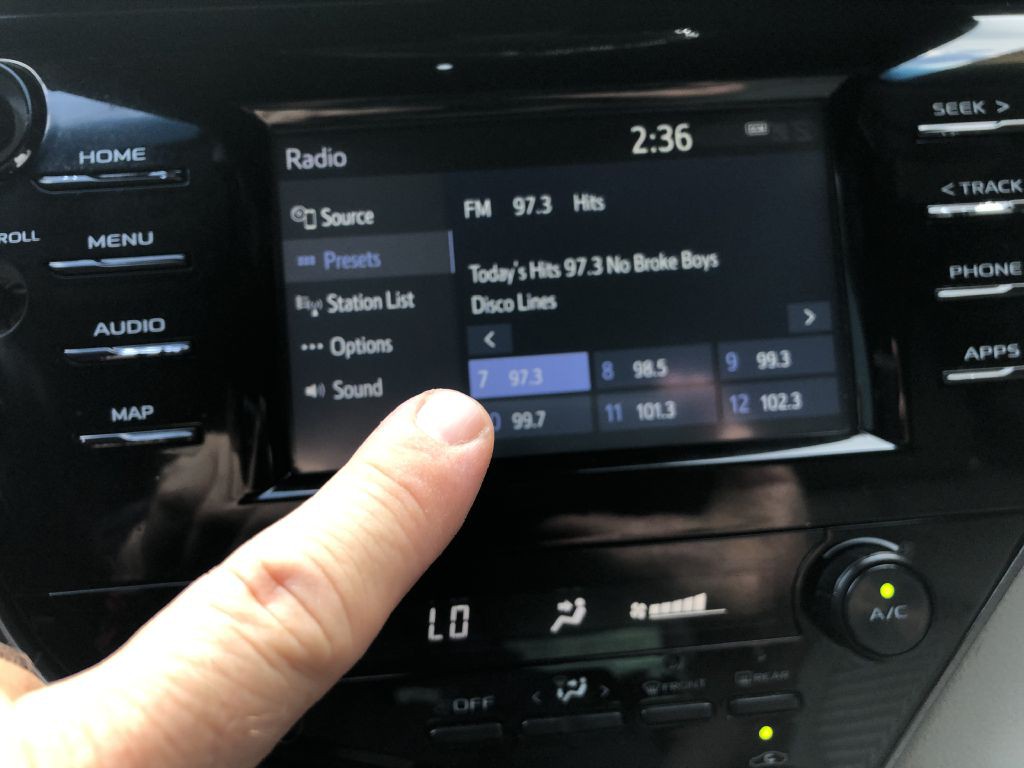 SEEK >
2:36
Radio
HOME
< TRACK
Source
FM 97.3 Hits
ROLL
MENU
Presets
Today's Hits 97.3 No Broke Boys
Disco Lines
PHONE
Station List
AUDIO
Options
< >
APPS
7 97.3
8 98.5
9 99.3
Sound
MAP
99.7
11 101.3
12 102.3
LO
A/C
OFF
< >
FRONT
REAR